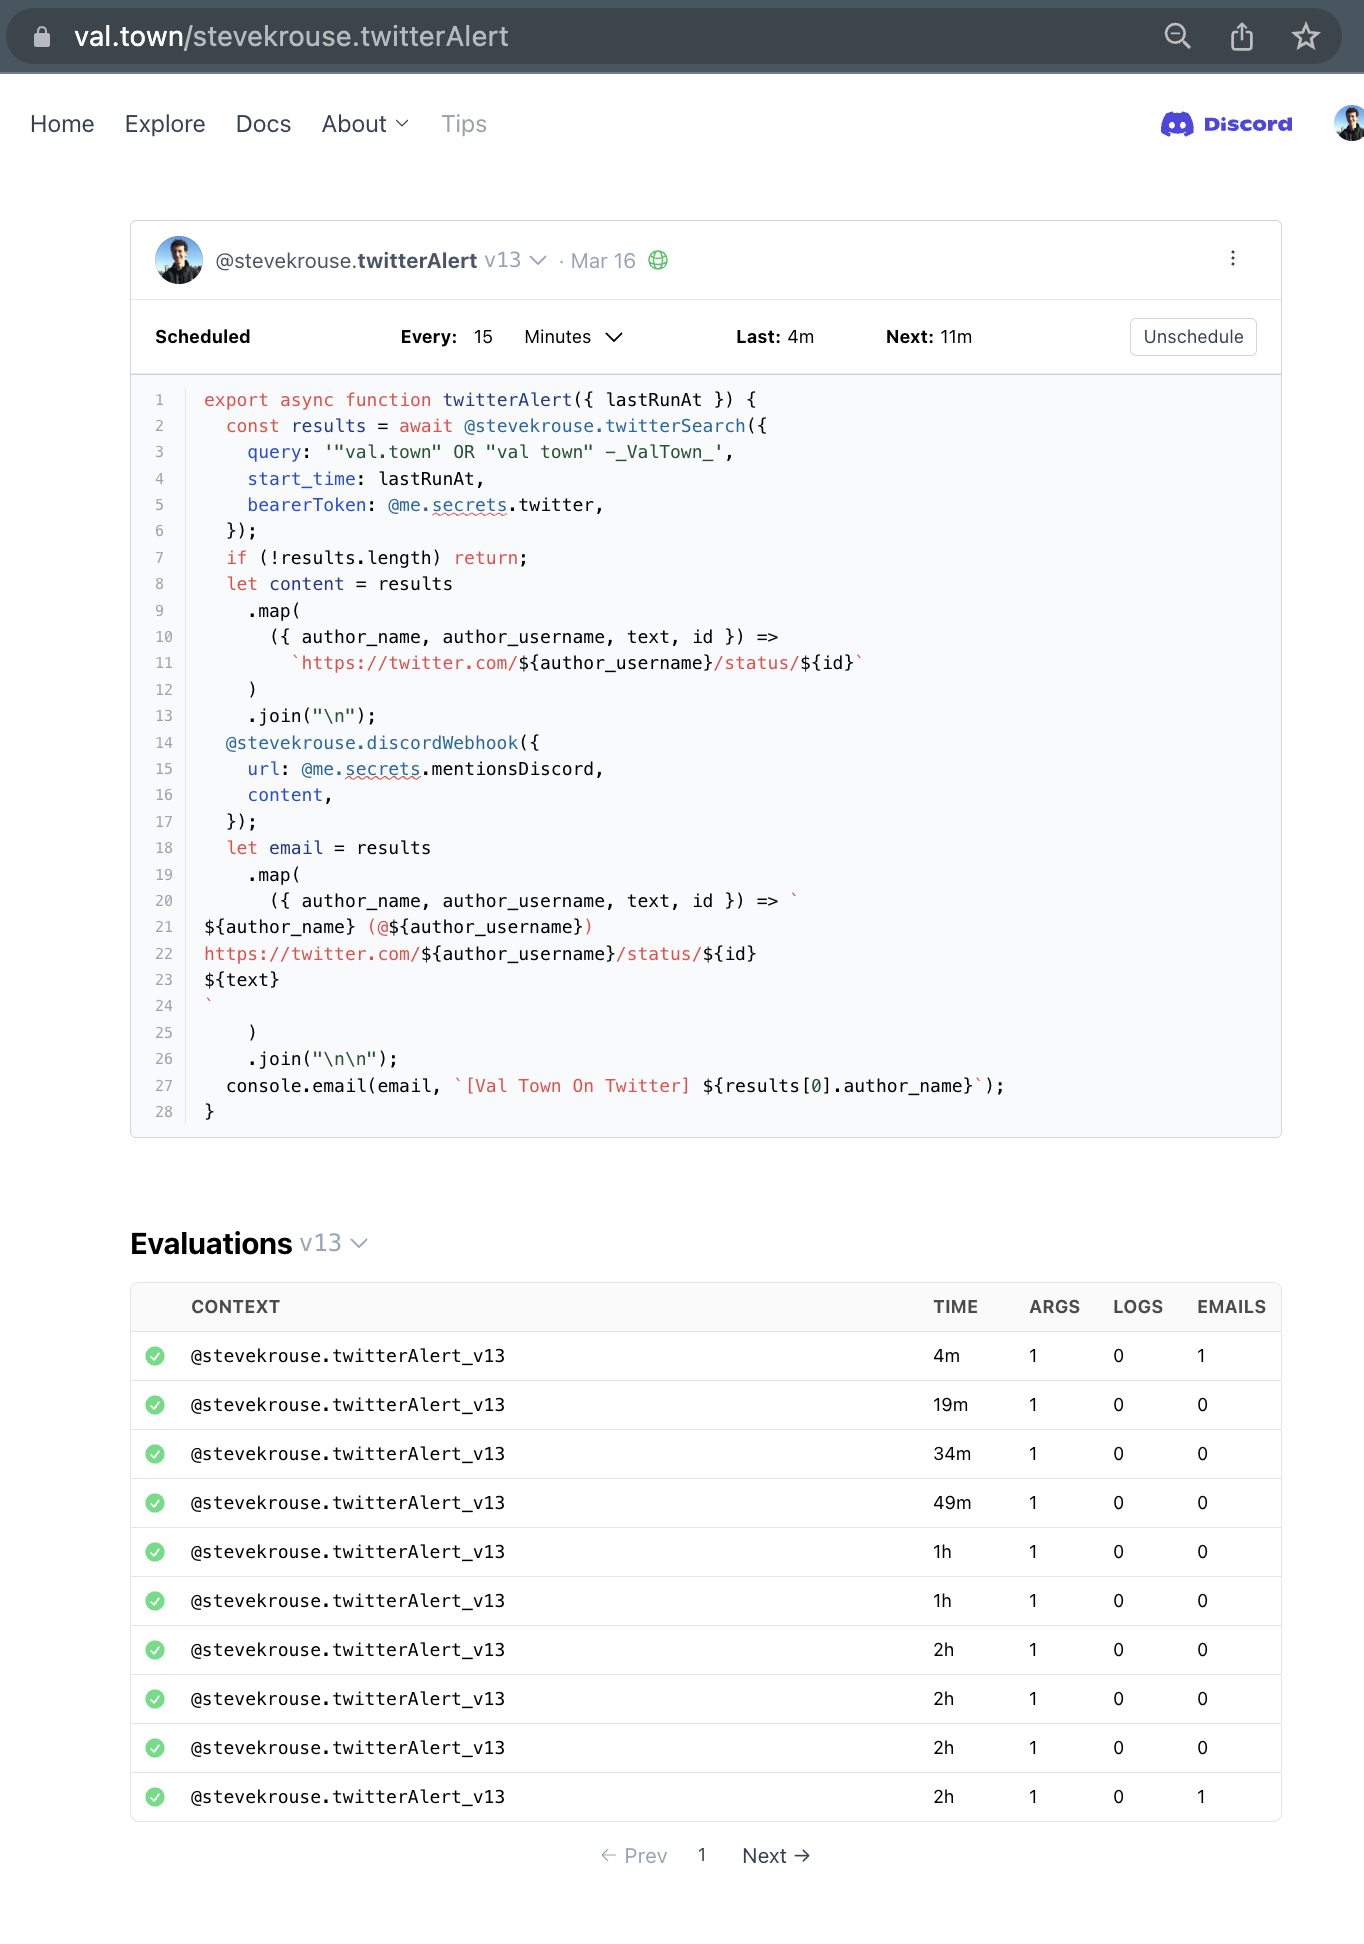 val.town/stevekrouse.twitterAlert
Home Explore Docs About Tips Discord
@stevekrouse.twitterAlert v13 · Mar 16
Scheduled Every: 15 Minutes Last: 4m Next: 11m Unschedule
1 export async function twitterAlert({ lastRunAt }) {
2   const results = await @stevekrouse.twitterSearch({
3     query: '"val.town" OR "val town" -_ValTown_',
4     start_time: lastRunAt,
5     bearerToken: @me.secrets.twitter,
6   });
7   if (!results.length) return;
8   let content = results
9     .map(
10       ({ author_name, author_username, text, id }) =>
11         `https://twitter.com/${author_username}/status/${id}`
12     )
13     .join("\n");
14   @stevekrouse.discordWebhook({
15     url: @me.secrets.mentionsDiscord,
16     content,
17   });
18   let email = results
19     .map(
20       ({ author_name, author_username, text, id }) => `
21 ${author_name} (@${author_username})
22 https://twitter.com/${author_username}/status/${id}
23 ${text}
24 `
25     )
26     .join("\n\n");
27   console.email(email, `[Val Town On Twitter] ${results[0].author_name}`);
28 }
Evaluations v13
CONTEXT TIME ARGS LOGS EMAILS
@stevekrouse.twitterAlert_v13 4m 1 0 1
@stevekrouse.twitterAlert_v13 19m 1 0 0
@stevekrouse.twitterAlert_v13 34m 1 0 0
@stevekrouse.twitterAlert_v13 49m 1 0 0
@stevekrouse.twitterAlert_v13 1h 1 0 0
@stevekrouse.twitterAlert_v13 1h 1 0 0
@stevekrouse.twitterAlert_v13 2h 1 0 0
@stevekrouse.twitterAlert_v13 2h 1 0 0
@stevekrouse.twitterAlert_v13 2h 1 0 0
@stevekrouse.twitterAlert_v13 2h 1 0 1
← Prev 1 Next →